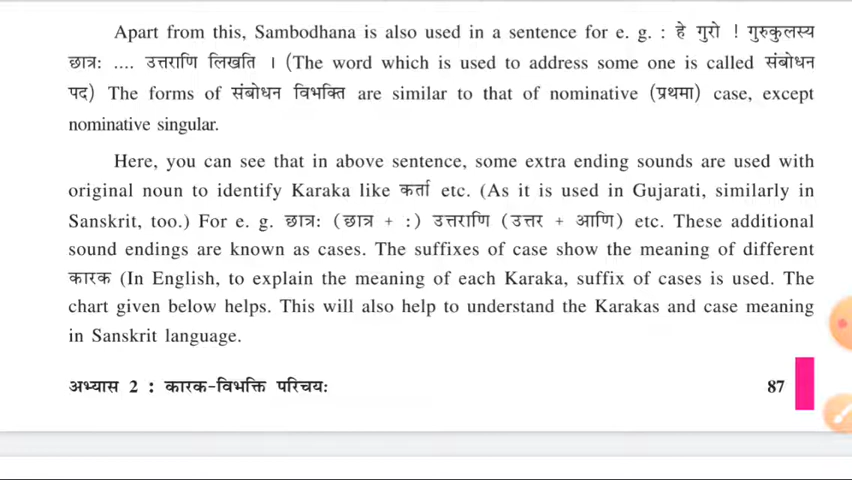 Apart from this, Sambodhana is also used in a sentence for e. g. : हे गुरो ! गुरुकुलस्य
छात्रः .... उत्तराणि लिखति । (The word which is used to address some one is called संबोधन
पद) The forms of संबोधन विभक्ति are similar to that of nominative (प्रथमा) case, except
nominative singular.
Here, you can see that in above sentence, some extra ending sounds are used with
original noun to identify Karaka like कर्ता etc. (As it is used in Gujarati, similarly in
Sanskrit, too.) For e. g. छात्रः (छात्र + :) उत्तराणि (उत्तर + आणि) etc. These additional
sound endings are known as cases. The suffixes of case show the meaning of different
कारक (In English, to explain the meaning of each Karaka, suffix of cases is used. The
chart given below helps. This will also help to understand the Karakas and case meaning
in Sanskrit language.
अभ्यास 2 : कारक-विभक्ति परिचयः 87